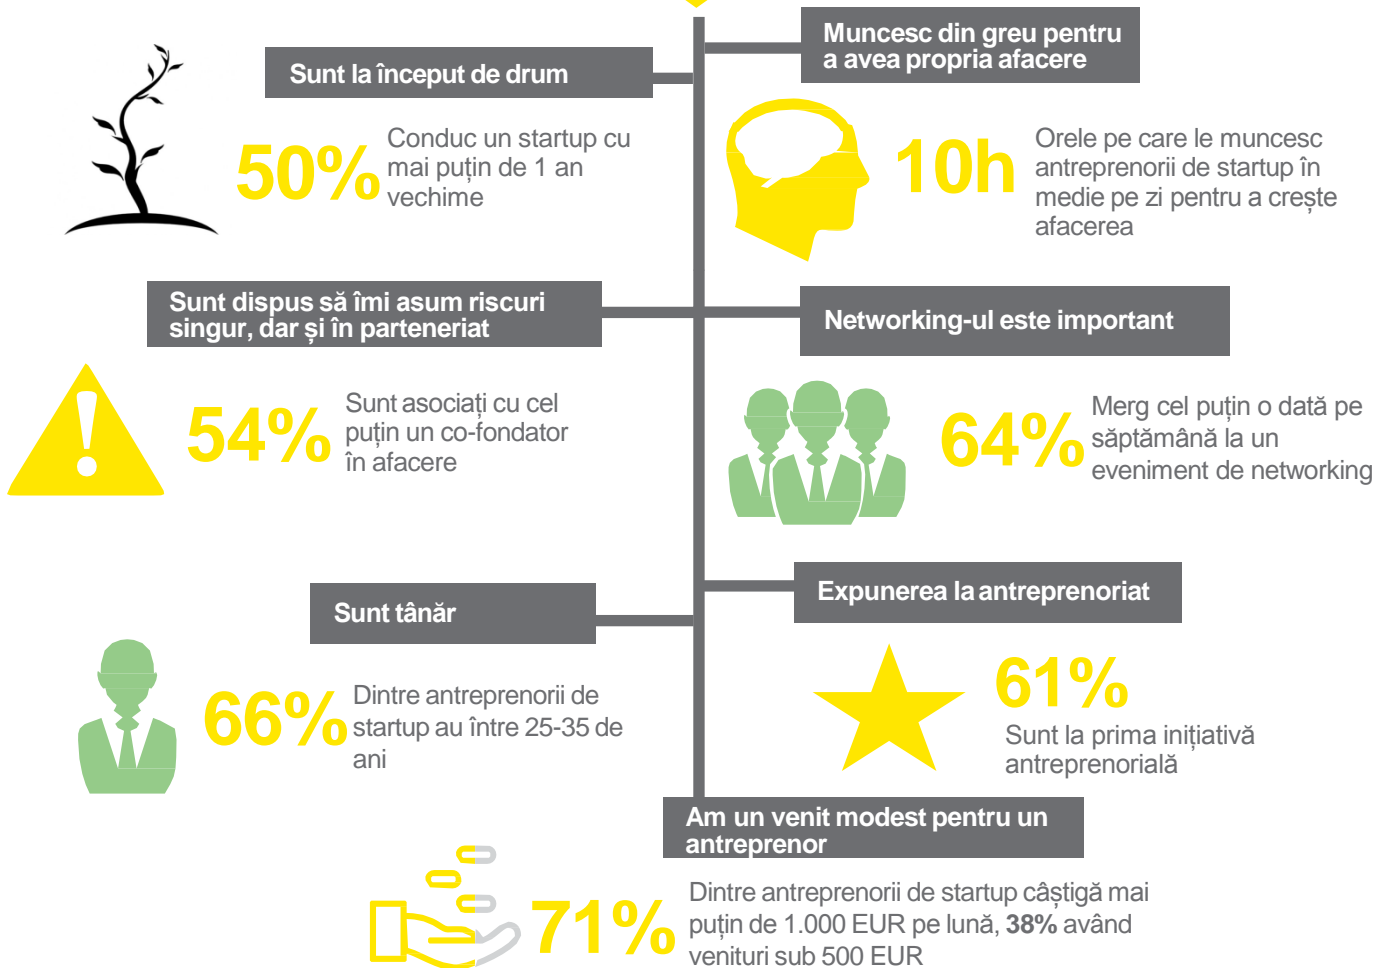 Sunt la început de drum
50%
Conduc un startup cu
mai puțin de 1 an
vechime
Muncesc din greu pentru
a avea propria afacere
10h
Orele pe care le muncesc
antreprenorii de startup în
medie pe zi pentru a crește
afacerea
Sunt dispus să îmi asum riscuri
singur, dar și în parteneriat
54%
Sunt asociați cu cel
puțin un co-fondator
în afacere
Networking-ul este important
64%
Merg cel puțin o dată pe
săptămână la un
eveniment de networking
Sunt tânăr
66%
Dintre antreprenorii de
startup au între 25-35 de
ani
Expunerea la antreprenoriat
61%
Sunt la prima inițiativă
antreprenorială
Am un venit modest pentru un
antreprenor
71%
Dintre antreprenorii de startup câștigă mai
puțin de 1.000 EUR pe lună, 38% având
venituri sub 500 EUR